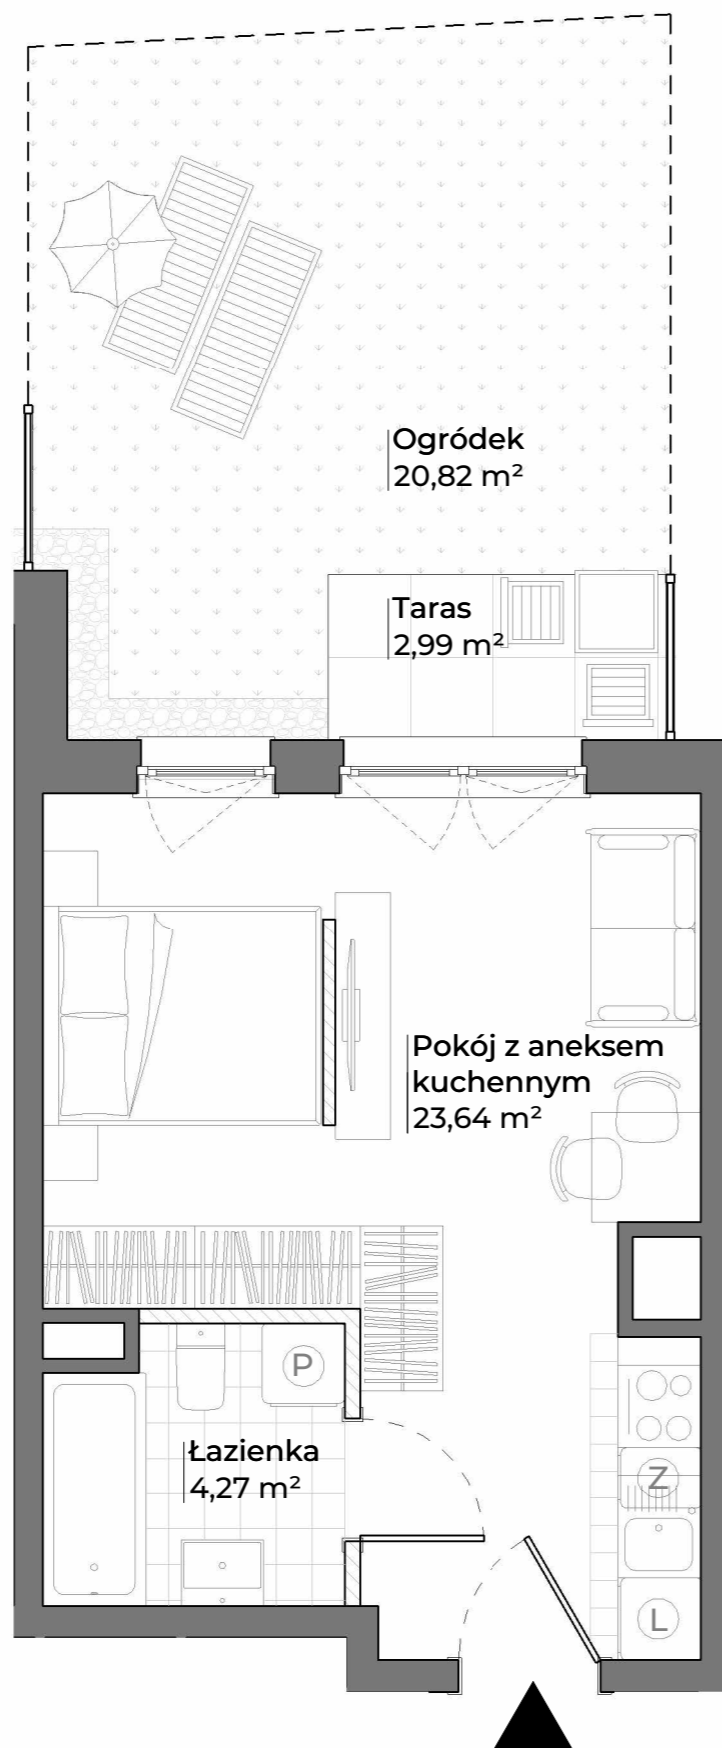 Ogródek
20,82 m²
Taras
2,99 m²
Pokój z aneksem
kuchennym
23,64 m²
P
Łazienka
4,27 m²
Z
L